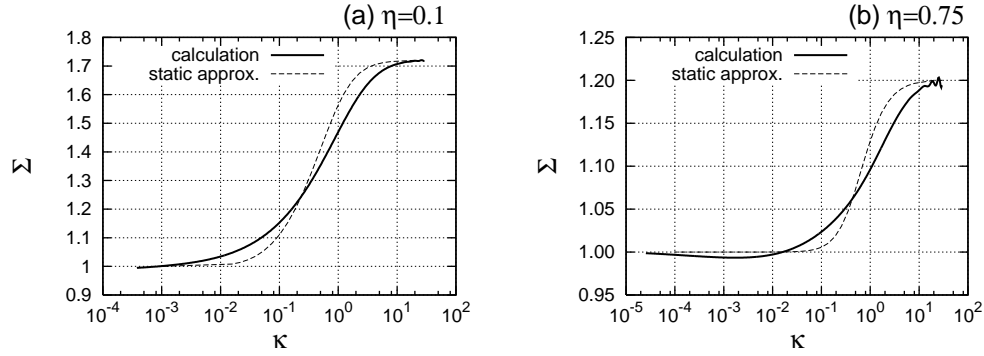 (a) η=0.1
1.8
1.7
1.6
1.5
1.4
1.3
1.2
1.1
1
0.9
calculation
static approx.
Σ
10⁻⁴ 10⁻³ 10⁻² 10⁻¹ 10⁰ 10¹ 10²
κ
(b) η=0.75
1.25
1.20
1.15
1.10
1.05
1.00
0.95
calculation
static approx.
Σ
10⁻⁵ 10⁻⁴ 10⁻³ 10⁻² 10⁻¹ 10⁰ 10¹ 10²
κ